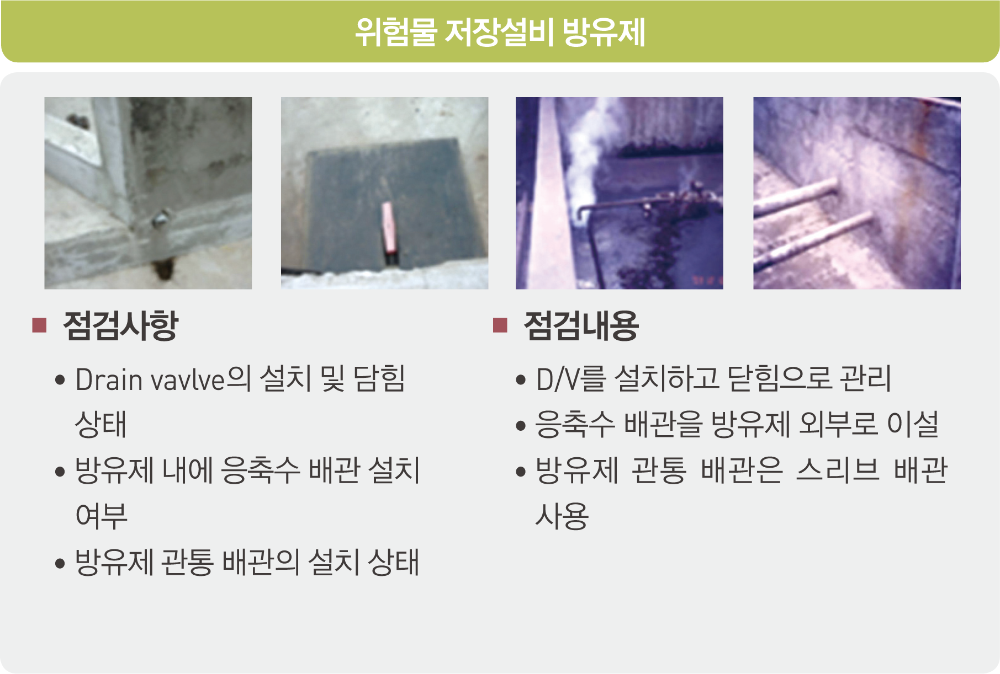 위험물 저장설비 방유제
■ 점검사항
• Drain vavlve의 설치 및 담힘
상태
• 방유제 내에 응축수 배관 설치
여부
• 방유제 관통 배관의 설치 상태
■ 점검내용
• D/V를 설치하고 닫힘으로 관리
• 응축수 배관을 방유제 외부로 이설
• 방유제 관통 배관은 스리브 배관
사용